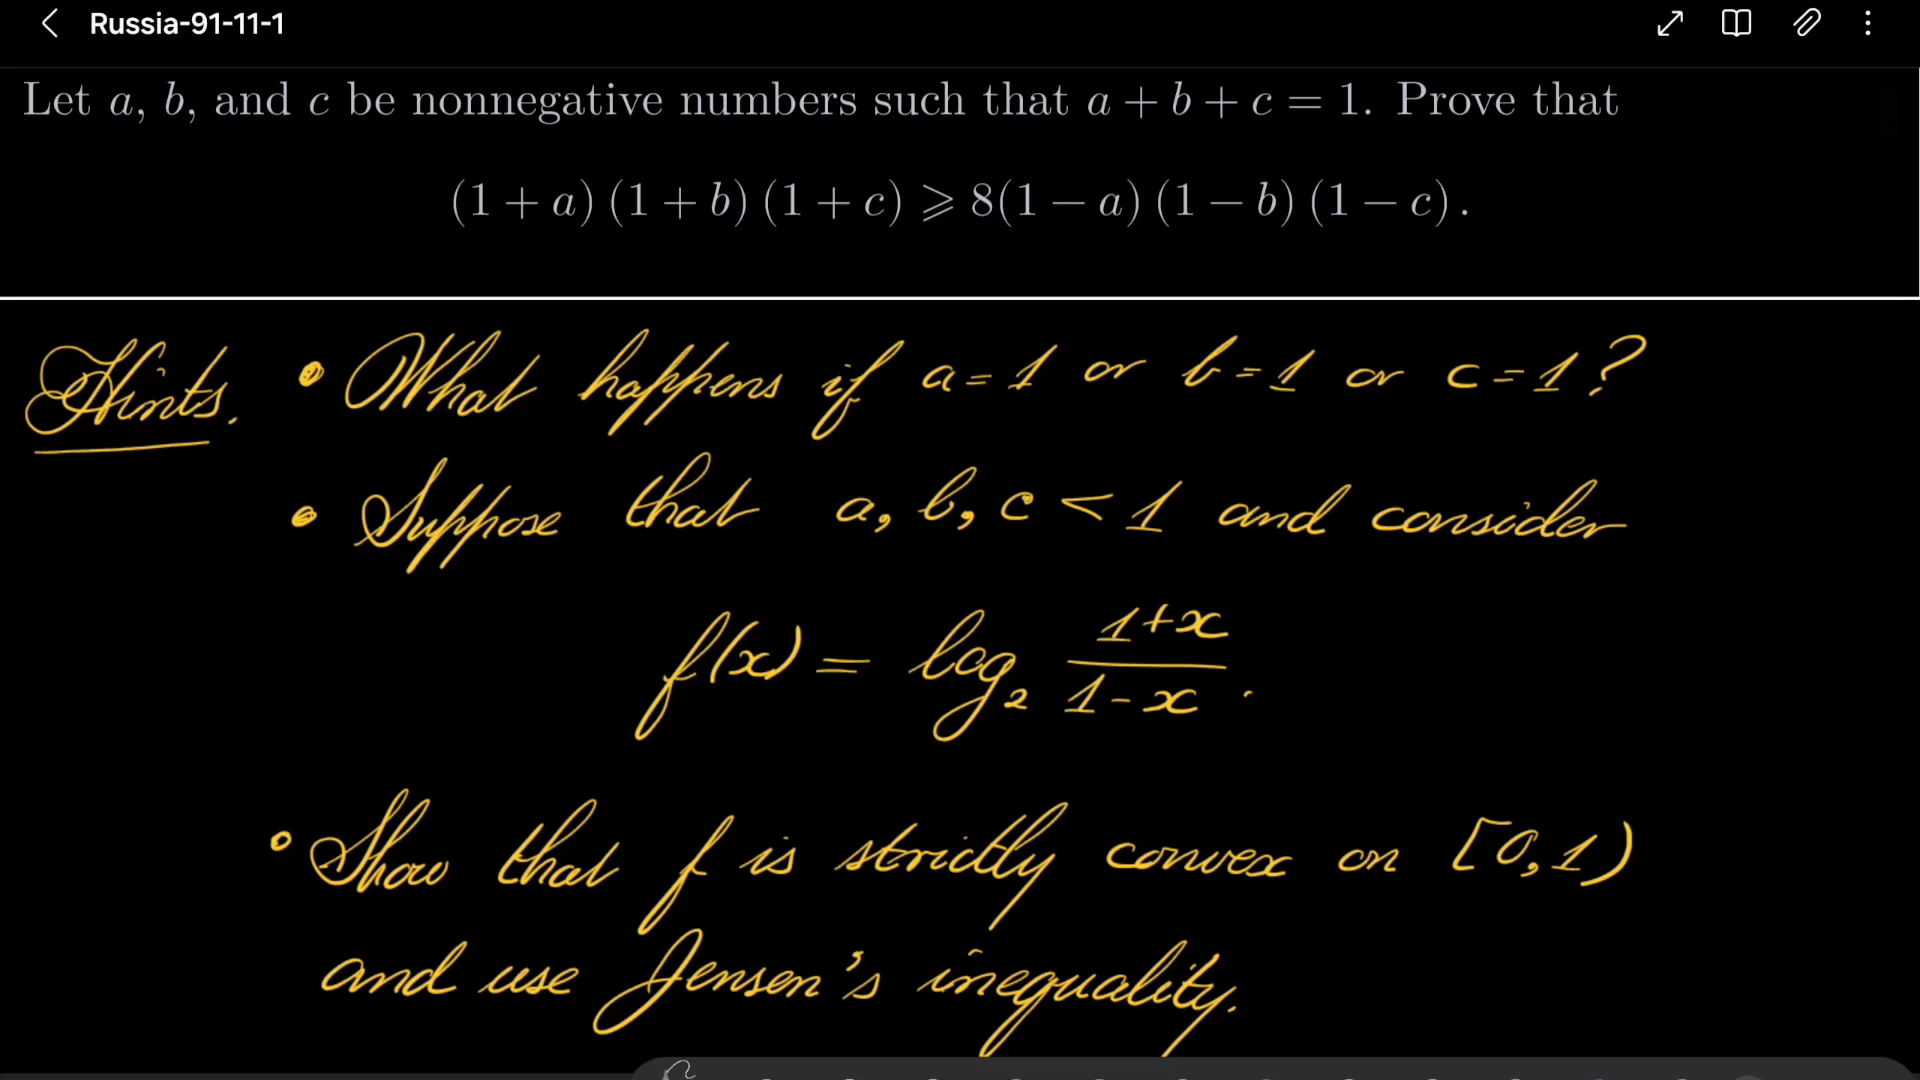 Russia-91-11-1
Let a, b, and c be nonnegative numbers such that a + b + c = 1. Prove that
(1 + a) (1 + b) (1 + c) ⩾ 8(1 − a) (1 − b) (1 − c) .
Hints. • What happens if a=1 or b=1 or c=1?
• Suppose that a, b, c < 1 and consider
f(x) = log₂ (1+x)/(1-x) .
• Show that f is strictly convex on [0,1)
and use Jensen's inequality.